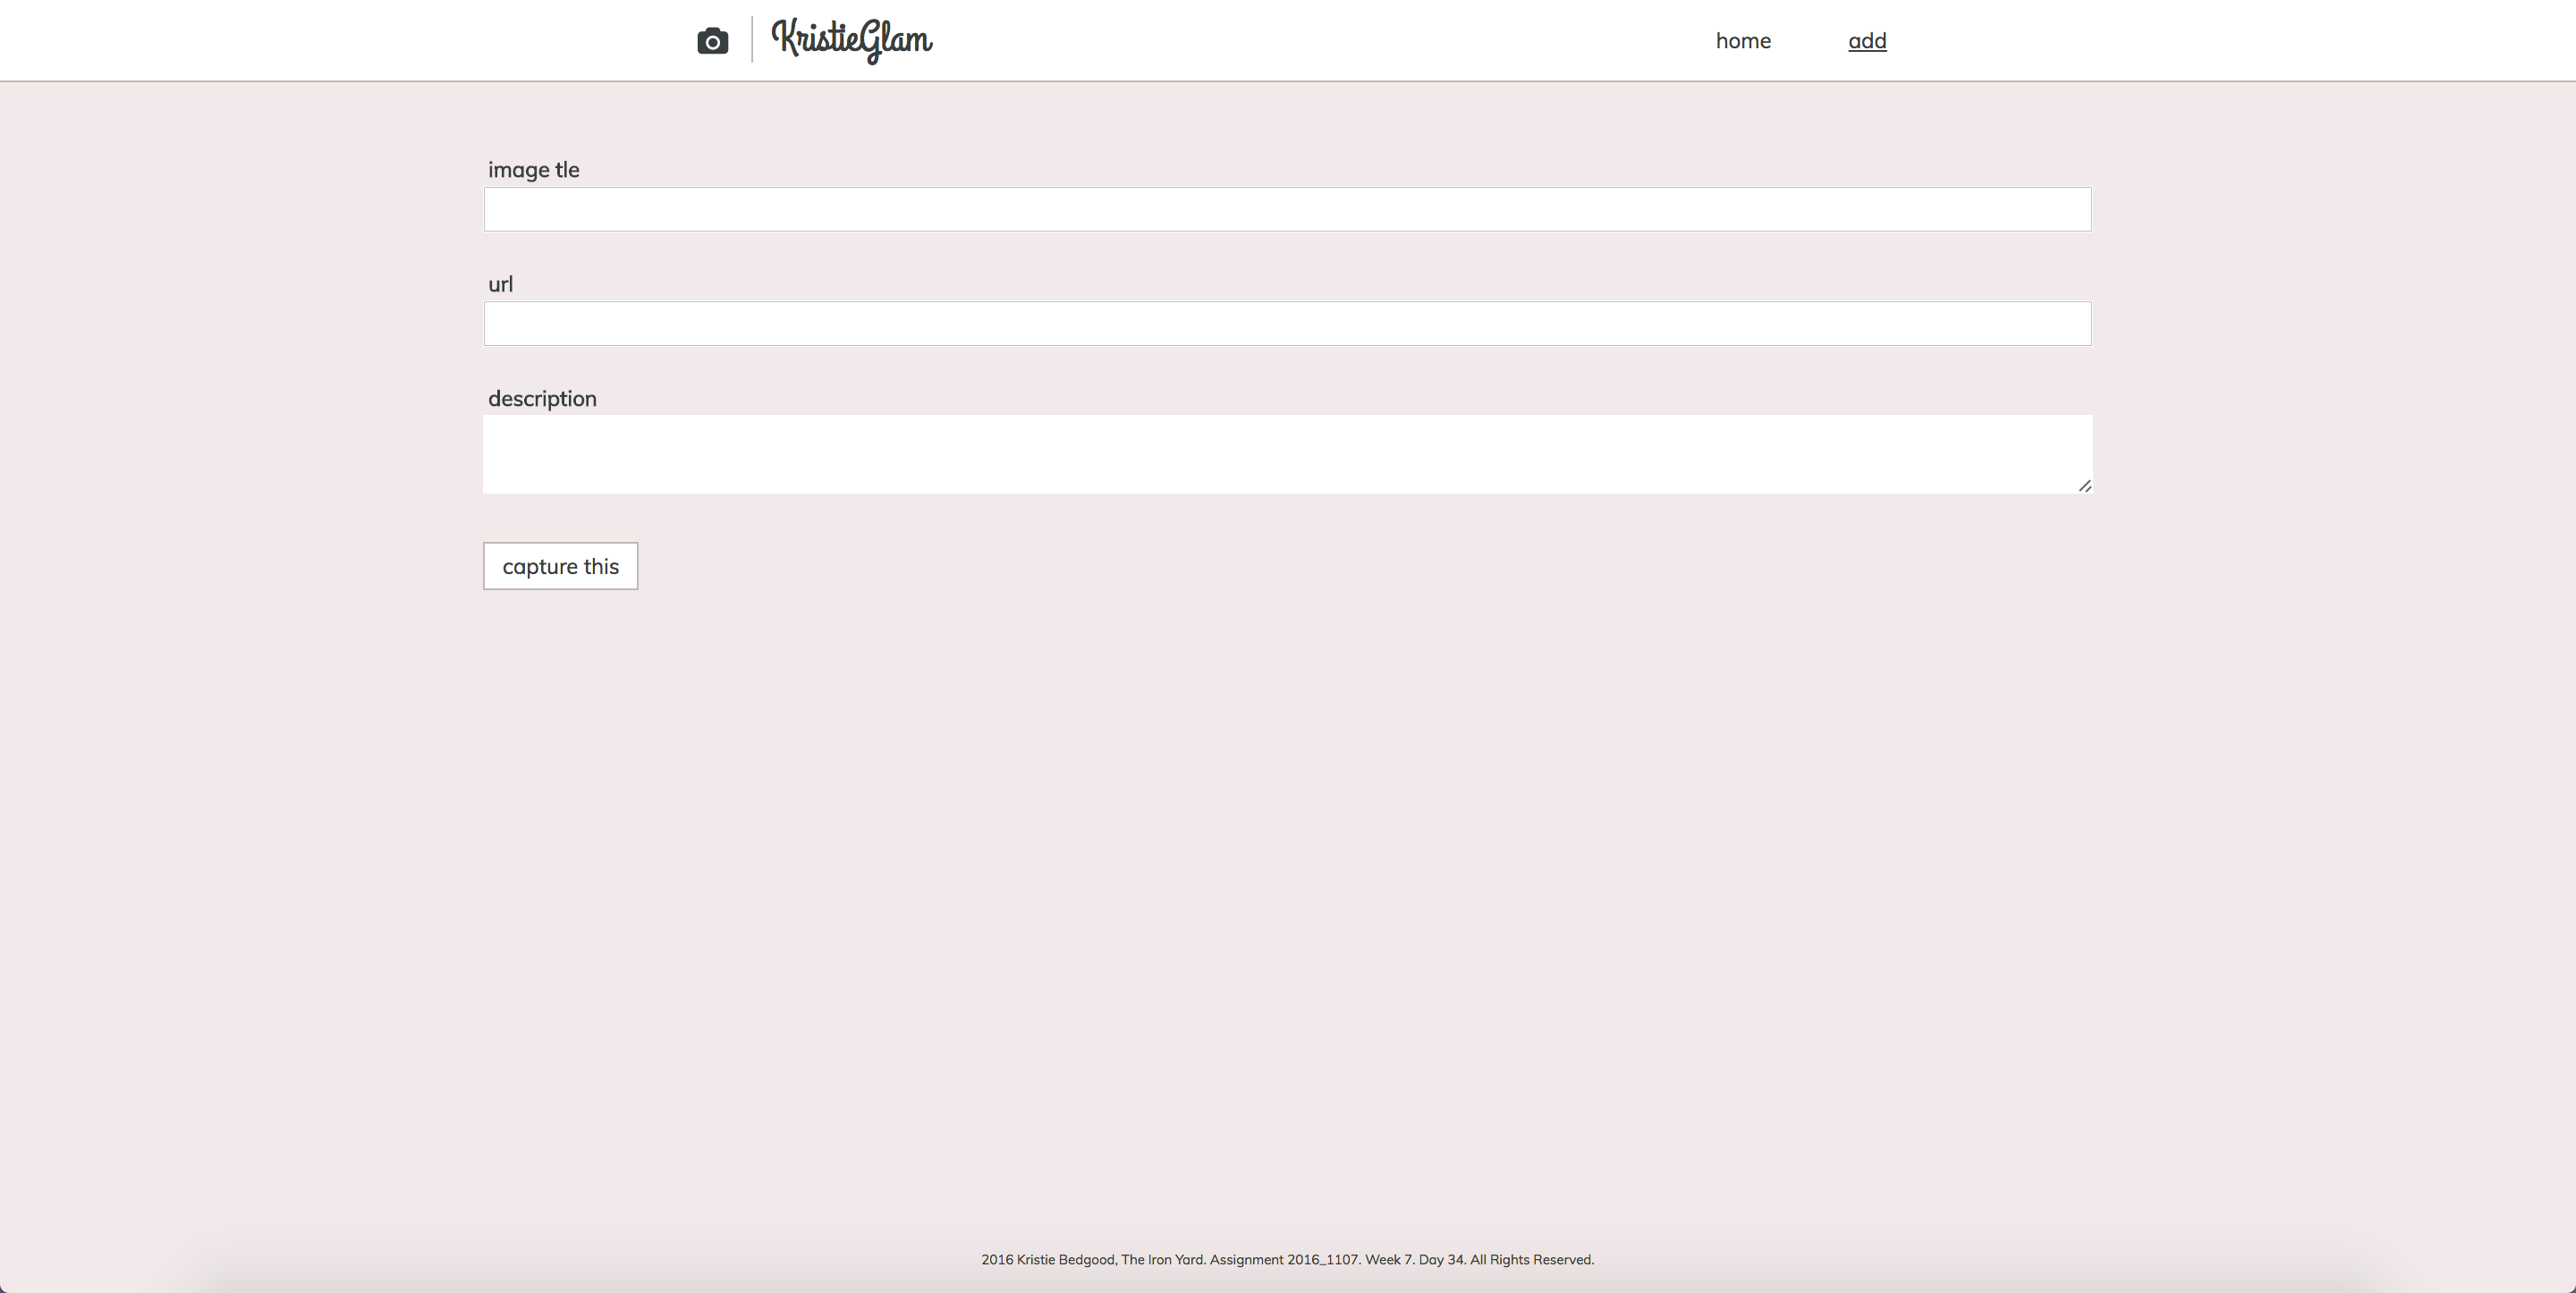 KristieGlam
home
add
image tle
url
description
capture this
2016 Kristie Bedgood, The Iron Yard. Assignment 2016_1107. Week 7. Day 34. All Rights Reserved.